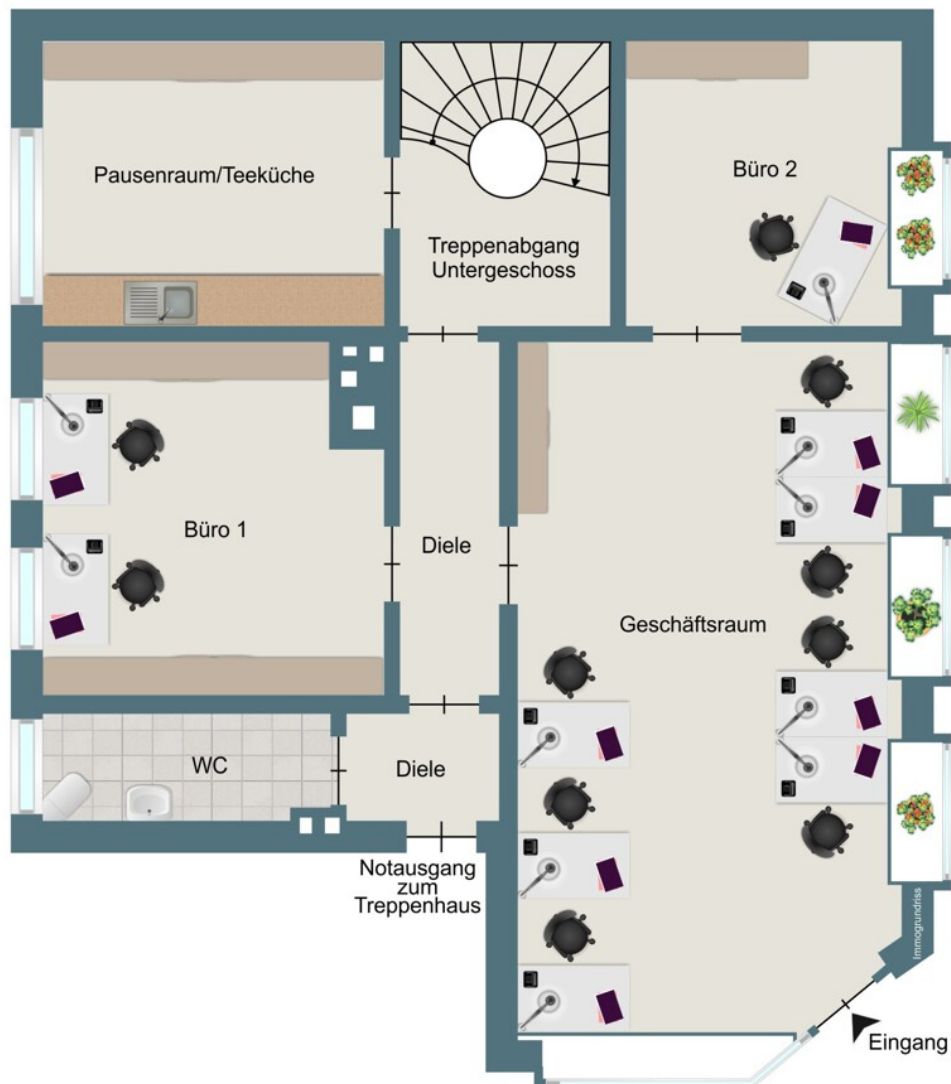 Pausenraum/Teeküche
Büro 2
Treppenabgang
Untergeschoss
Büro 1
Diele
Geschäftsraum
WC
Diele
Notausgang
zum
Treppenhaus
Immogrundriss
Eingang